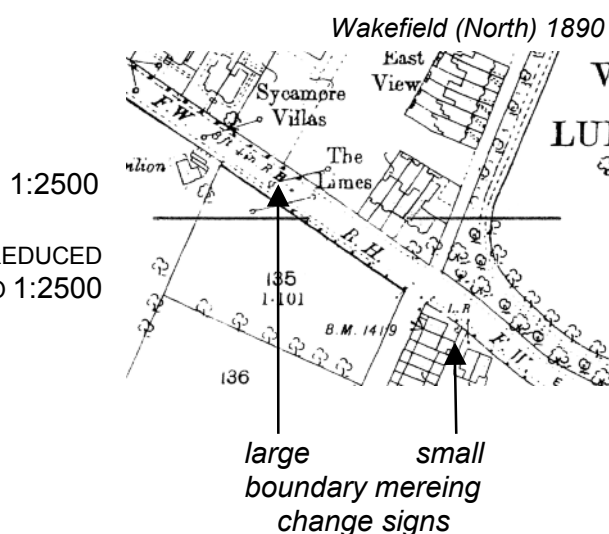 Wakefield (North) 1890
East
View
Sycamore
Villas
F.W.
The
Limes
LU
1:2500
EDUCED
1:2500
R.H.
135
1·101
B.M. 141·9
L.B
136
large small
boundary mereing
change signs